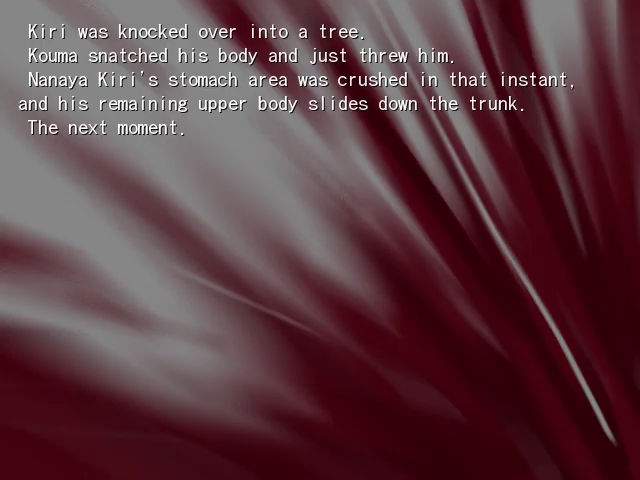 Kiri was knocked over into a tree.
Kouma snatched his body and just threw him.
Nanaya Kiri's stomach area was crushed in that instant,
and his remaining upper body slides down the trunk.
The next moment.